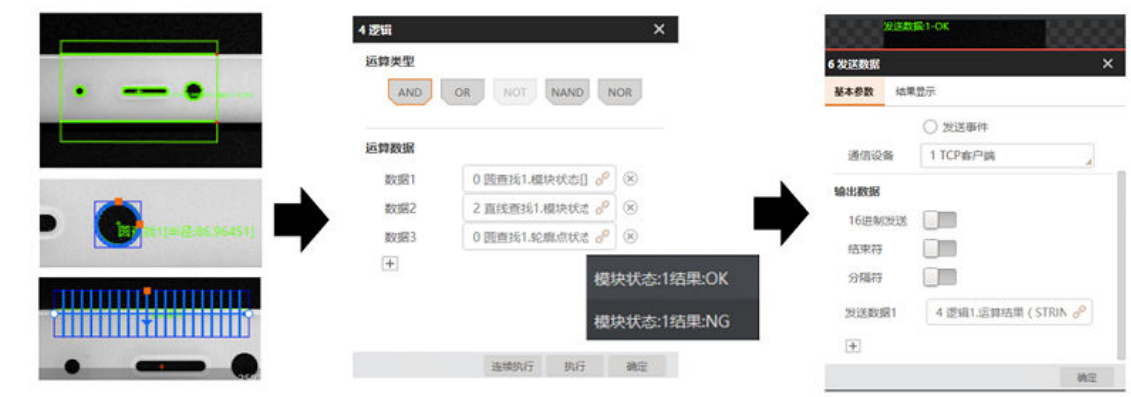 圆查找1[半径:86.96451]
4 逻辑
运算类型
AND
OR
NOT
NAND
NOR
运算数据
数据1
0 圆查找1.模块状态[]
数据2
2 直线查找1.模块状态
数据3
0 圆查找1.轮廓点状态
模块状态:1结果:OK
模块状态:1结果:NG
连续执行
执行
确定
发送数据:1-OK
6 发送数据
基本参数
结果显示
发送事件
通信设备
1 TCP客户端
输出数据
16进制发送
结束符
分隔符
发送数据1
4 逻辑1.运算结果 ( STRIN
确定